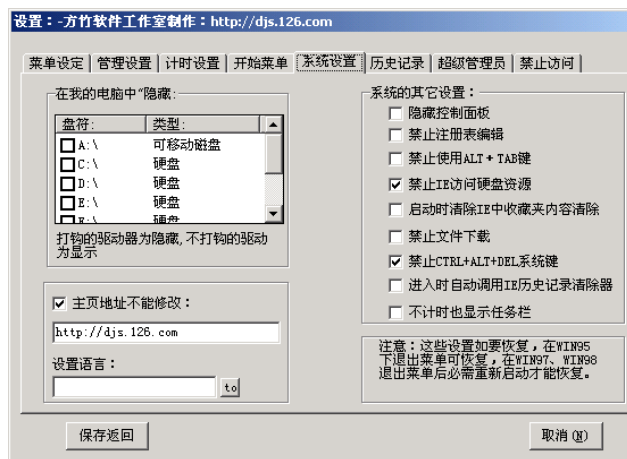 设置：-方竹软件工作室制作：http://djs.126.com
菜单设定 管理设置 计时设置 开始菜单 系统设置 历史记录 超级管理员 禁止访问
在我的电脑中"隐藏:
盘符: 类型:
A:\ 可移动磁盘
C:\ 硬盘
D:\ 硬盘
E:\ 硬盘
F:\ 硬盘
打钩的驱动器为隐藏,不打钩的驱动
为显示
主页地址不能修改：
http://djs.126.com
设置语言：
to
系统的其它设置：
隐藏控制面板
禁止注册表编辑
禁止使用ALT+TAB键
禁止IE访问硬盘资源
启动时清除IE中收藏夹内容清除
禁止文件下载
禁止CTRL+ALT+DEL系统键
进入时自动调用IE历史记录清除器
不计时也显示任务栏
注意：这些设置如要恢复，在WIN95
下退出菜单可恢复，在WIN97、WIN98
退出菜单后必需重新启动才能恢复。
保存返回
取消(N)